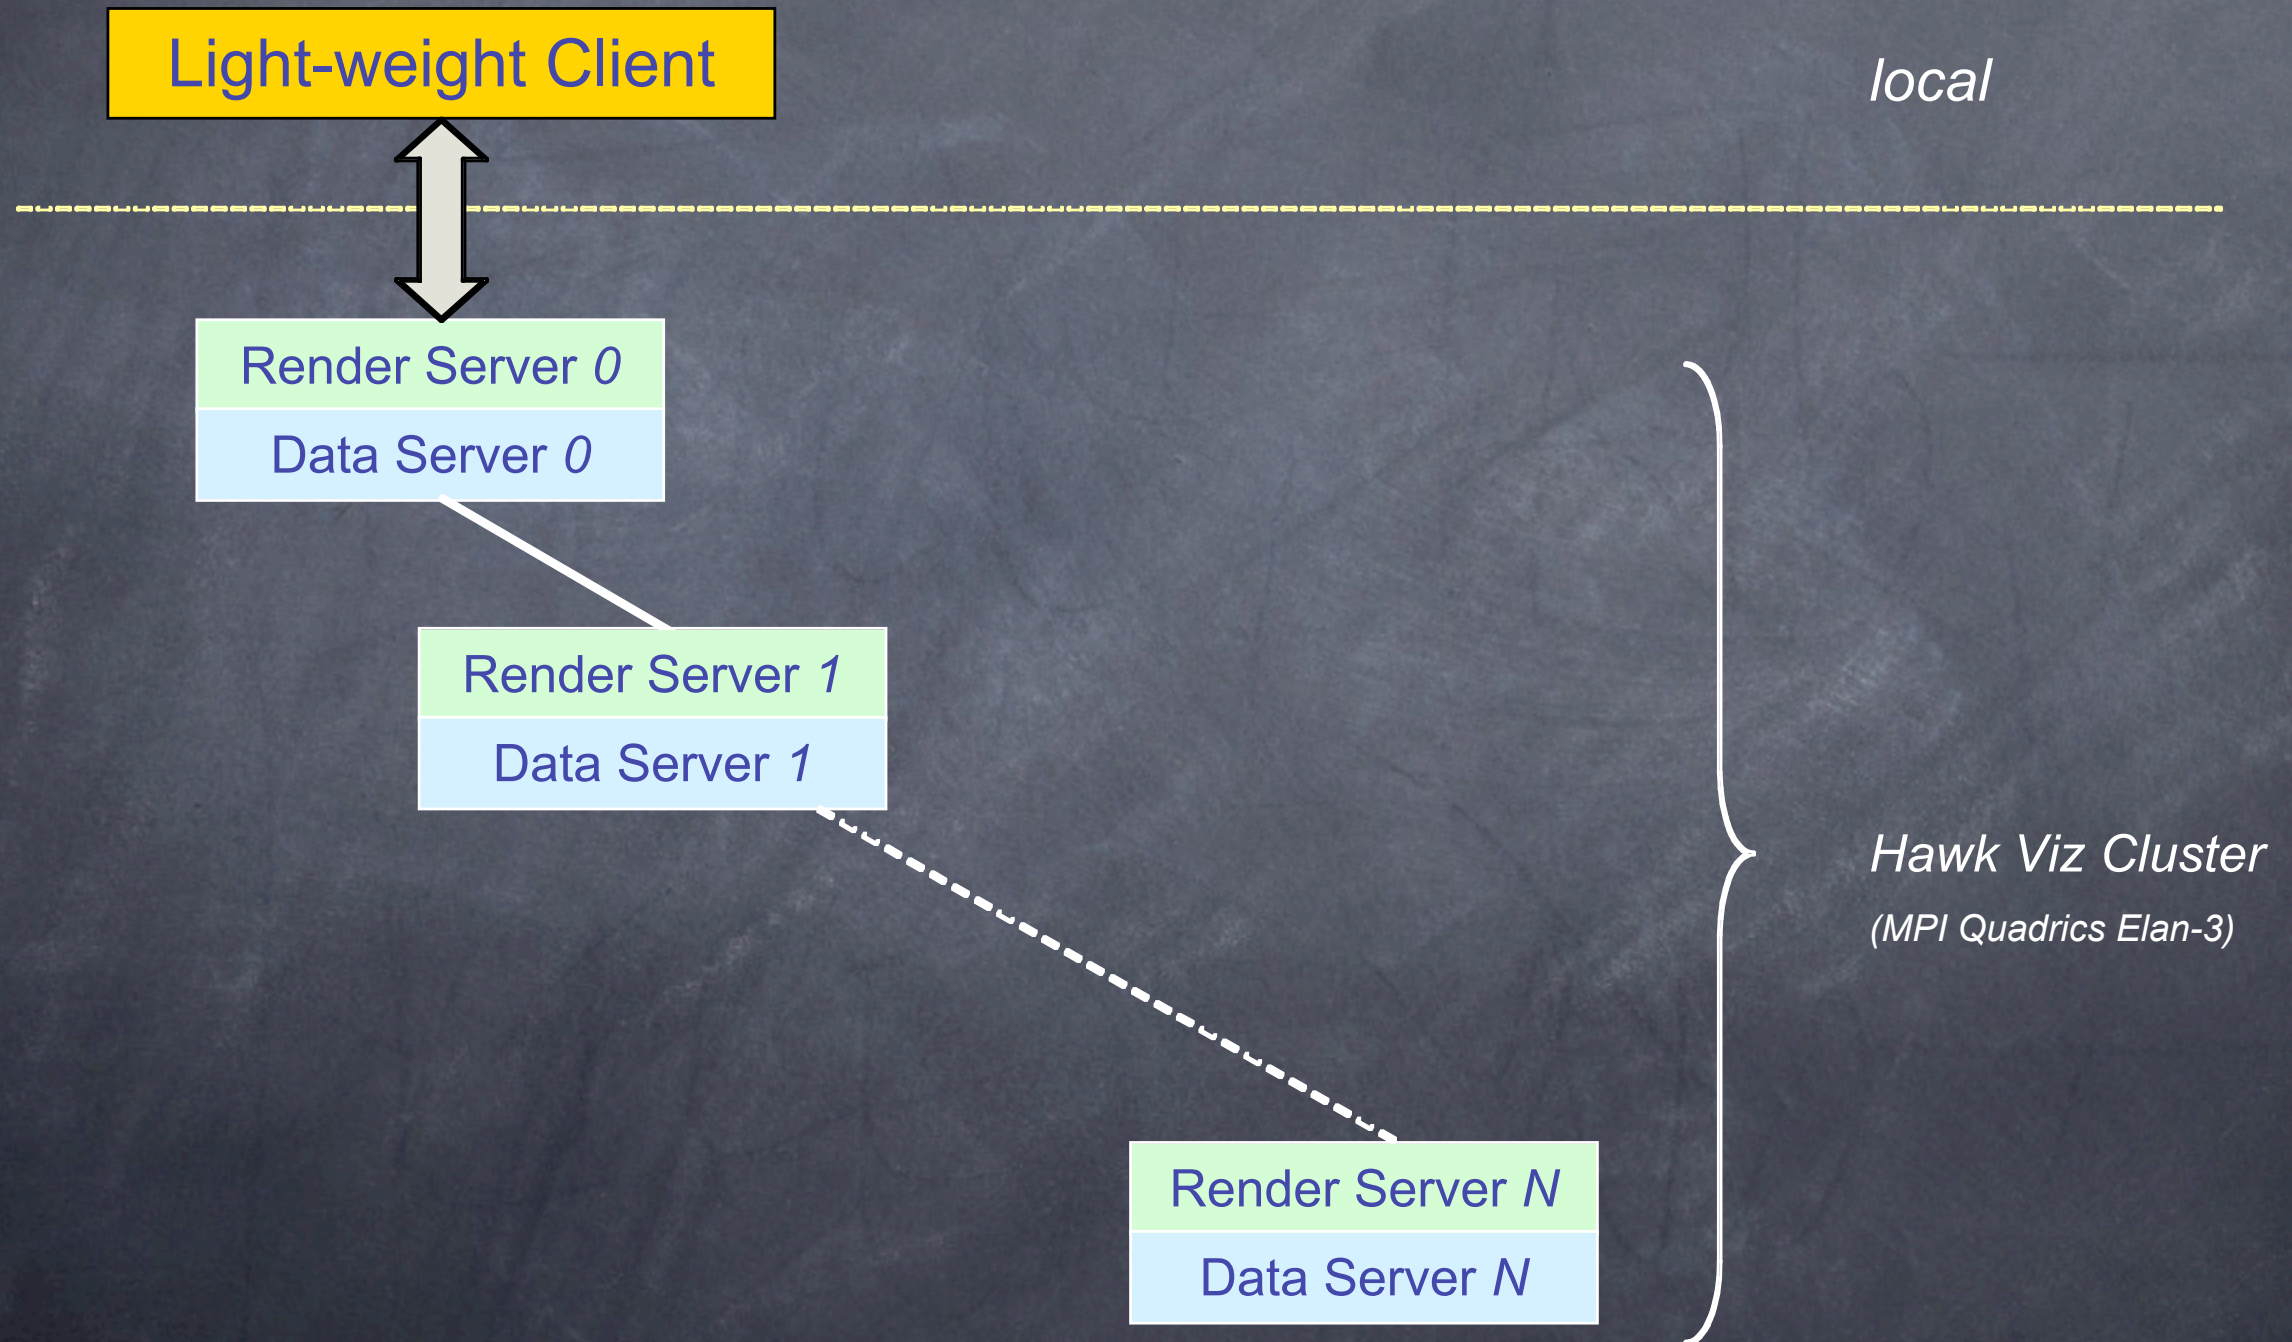 Light-weight Client
local
Render Server 0
Data Server 0
Render Server 1
Data Server 1
Hawk Viz Cluster
(MPI Quadrics Elan-3)
Render Server N
Data Server N